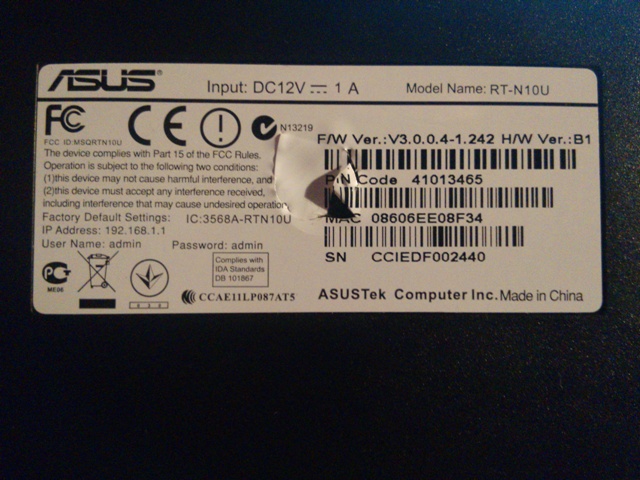 ASUS®
Input: DC12V 1 A
Model Name: RT-N10U
FC
CE
N13219
FCC ID:MSQRTN10U
The device complies with Part 15 of the FCC Rules.
Operation is subject to the following two conditions:
(1)this device may not cause harmful interference, and
(2)this device must accept any interference received,
including interference that may cause undesired operation
Factory Default Settings: IC:3568A-RTN10U
IP Address: 192.168.1.1
User Name: admin Password: admin
ME06
Complies with
IDA Standards
DB 101867
CCAE11LP087AT5
F/W Ver.:V3.0.0.4-1.242 H/W Ver.:B1
PIN Code 41013465
MAC 08606EE08F34
SN CCIEDF002440
ASUSTek Computer Inc. Made in China